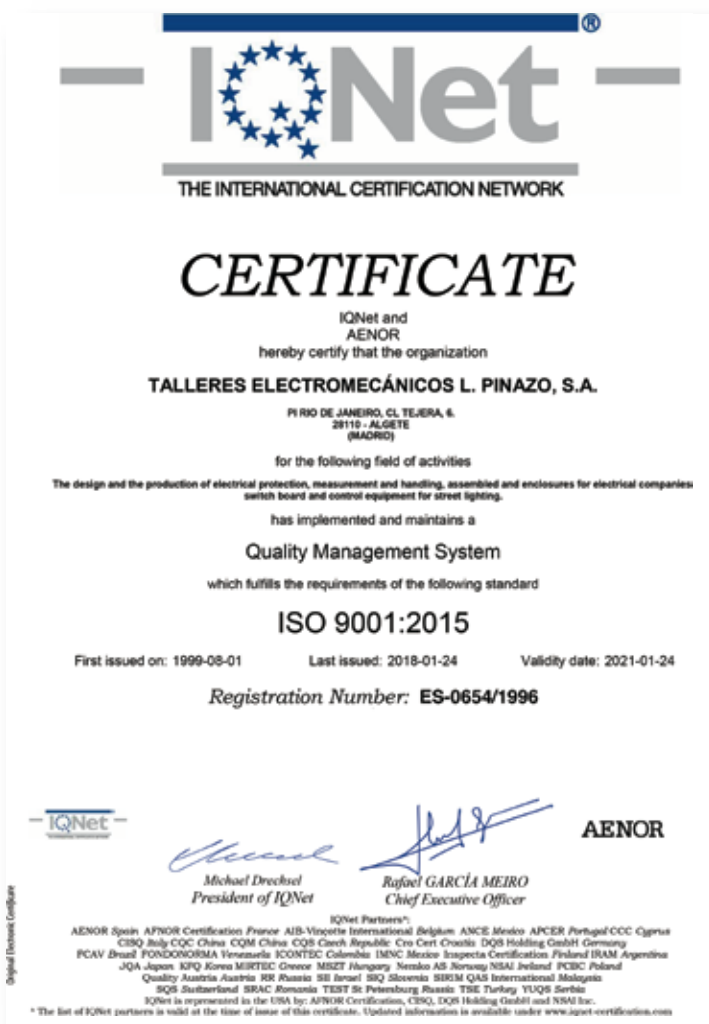 IQNet ®
THE INTERNATIONAL CERTIFICATION NETWORK
CERTIFICATE
IQNet and
AENOR
hereby certify that the organization
TALLERES ELECTROMECÁNICOS L. PINAZO, S.A.
PI RIO DE JANEIRO, CL TEJERA, 6.
28110 - ALGETE
(MADRID)
for the following field of activities
The design and the production of electrical protection, measurement and handling, assembled and enclosures for electrical companies
switch board and control equipment for street lighting.
has implemented and maintains a
Quality Management System
which fulfills the requirements of the following standard
ISO 9001:2015
First issued on: 1999-08-01 Last issued: 2018-01-24 Validity date: 2021-01-24
Registration Number: ES-0654/1996
IQNet
AENOR
Michael Drechsel
President of IQNet
Rafael GARCÍA MEIRO
Chief Executive Officer
Original Electronic Certificate
IQNet Partners*:
AENOR Spain AFNOR Certification France AIB-Vinçotte International Belgium ANCE Mexico APCER Portugal CCC Cyprus
CISQ Italy CQC China CQM China CQS Czech Republic Cro Cert Croatia DQS Holding GmbH Germany
FCAV Brazil FONDONORMA Venezuela ICONTEC Colombia IMNC Mexico Inspecta Certification Finland IRAM Argentina
JQA Japan KFQ Korea MIRTEC Greece MSZT Hungary Nemko AS Norway NSAI Ireland PCBC Poland
Quality Austria Austria RR Russia SII Israel SIQ Slovenia SIRIM QAS International Malaysia
SQS Switzerland SRAC Romania TEST St Petersburg Russia TSE Turkey YUQS Serbia
IQNet is represented in the USA by: AFNOR Certification, CISQ, DQS Holding GmbH and NSAI Inc.
* The list of IQNet partners is valid at the time of issue of this certificate. Updated information is available under www.iqnet-certification.com